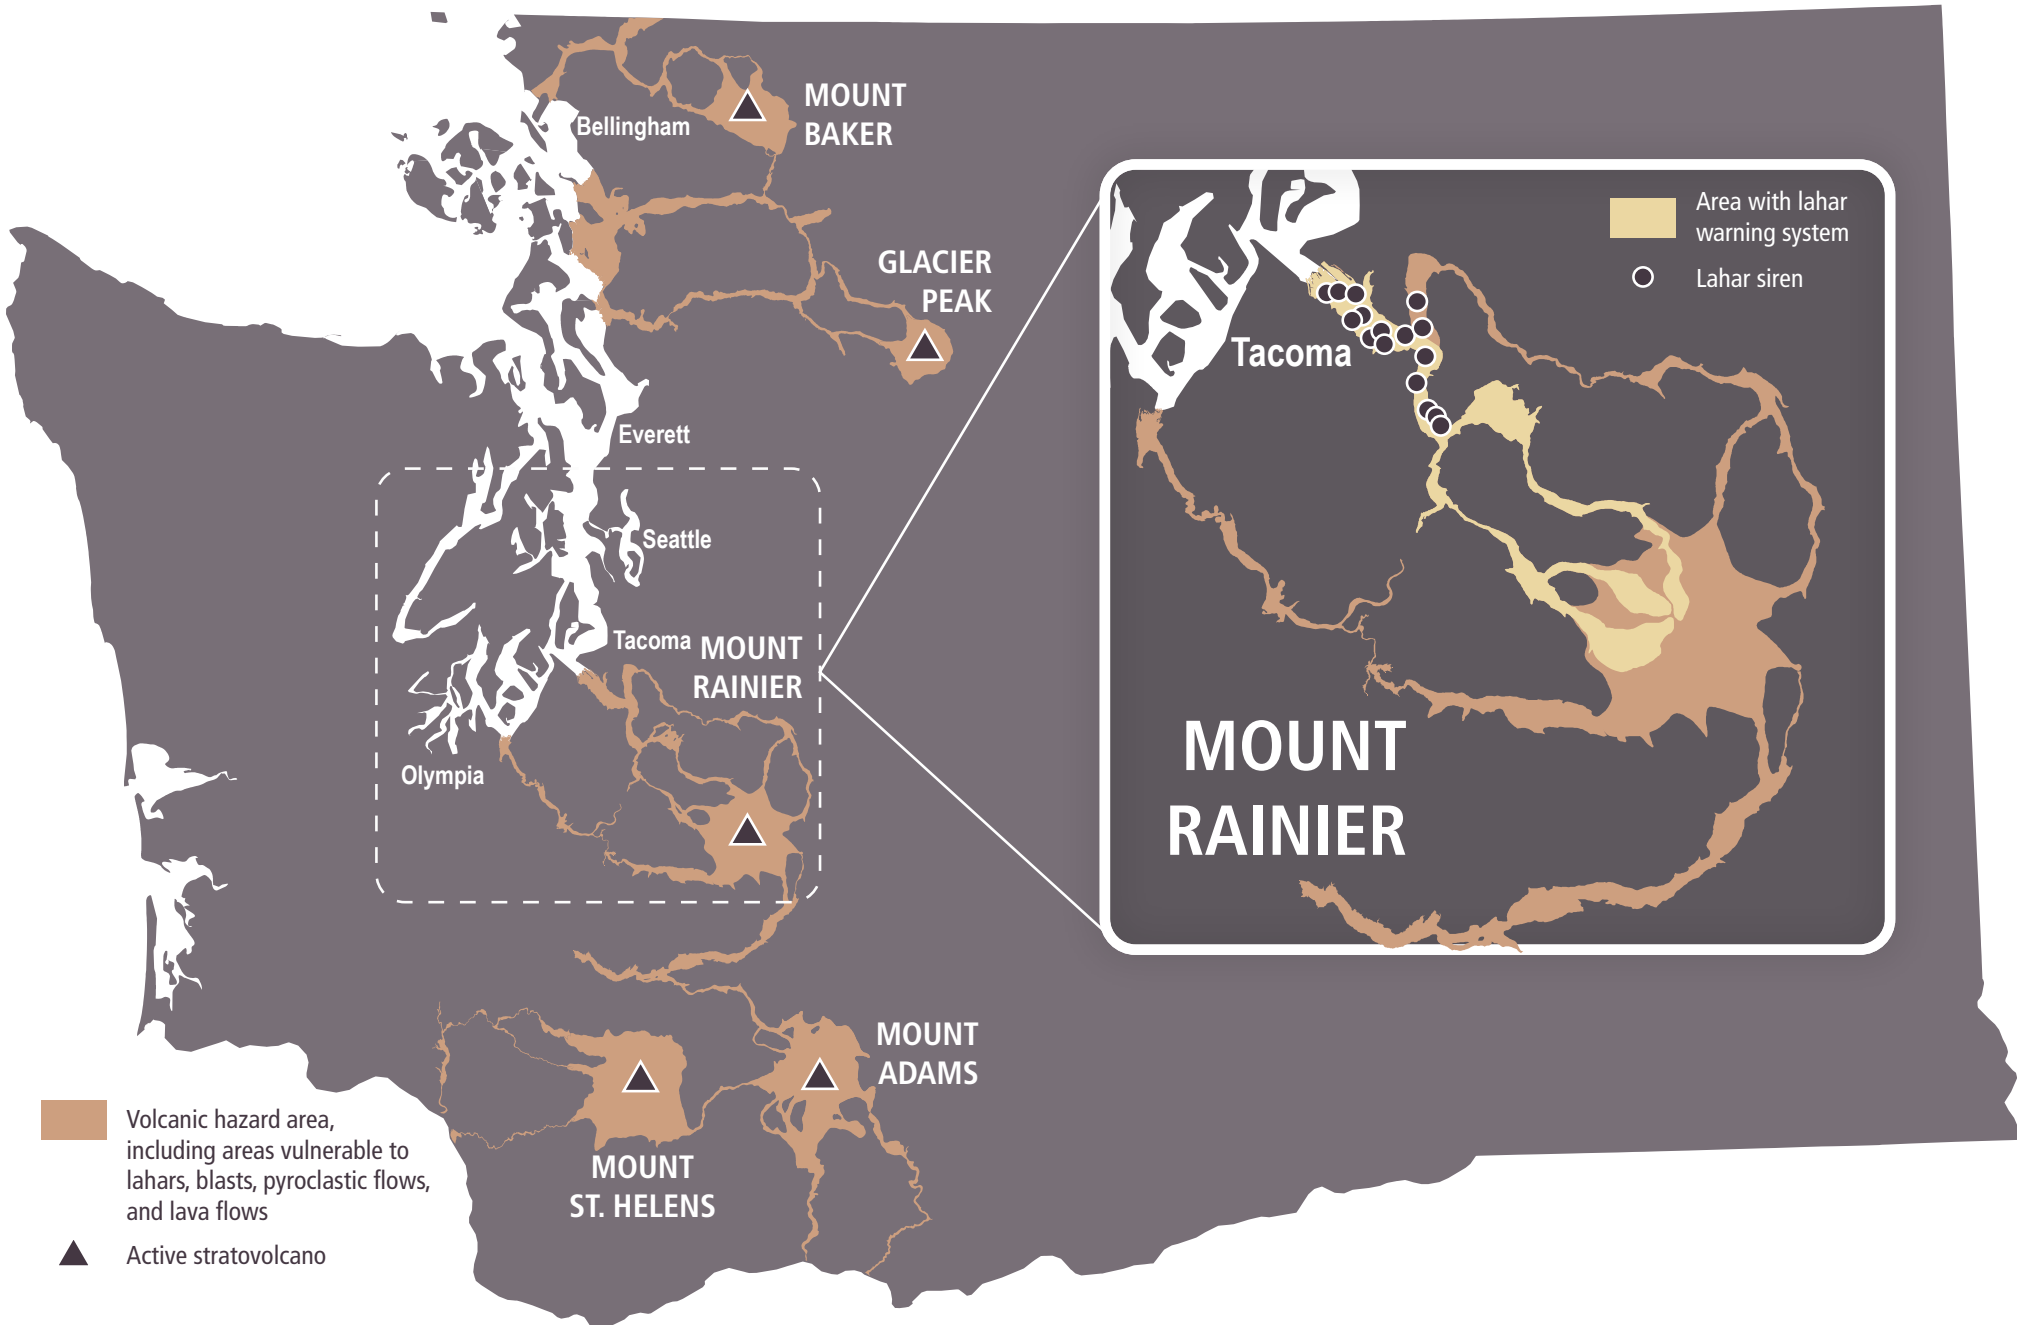 MOUNT
BAKER
Bellingham
GLACIER
PEAK
Everett
Seattle
Tacoma
MOUNT
RAINIER
Olympia
MOUNT
ADAMS
MOUNT
ST. HELENS
Area with lahar
warning system
Lahar siren
Tacoma
MOUNT
RAINIER
Volcanic hazard area,
including areas vulnerable to
lahars, blasts, pyroclastic flows,
and lava flows
Active stratovolcano